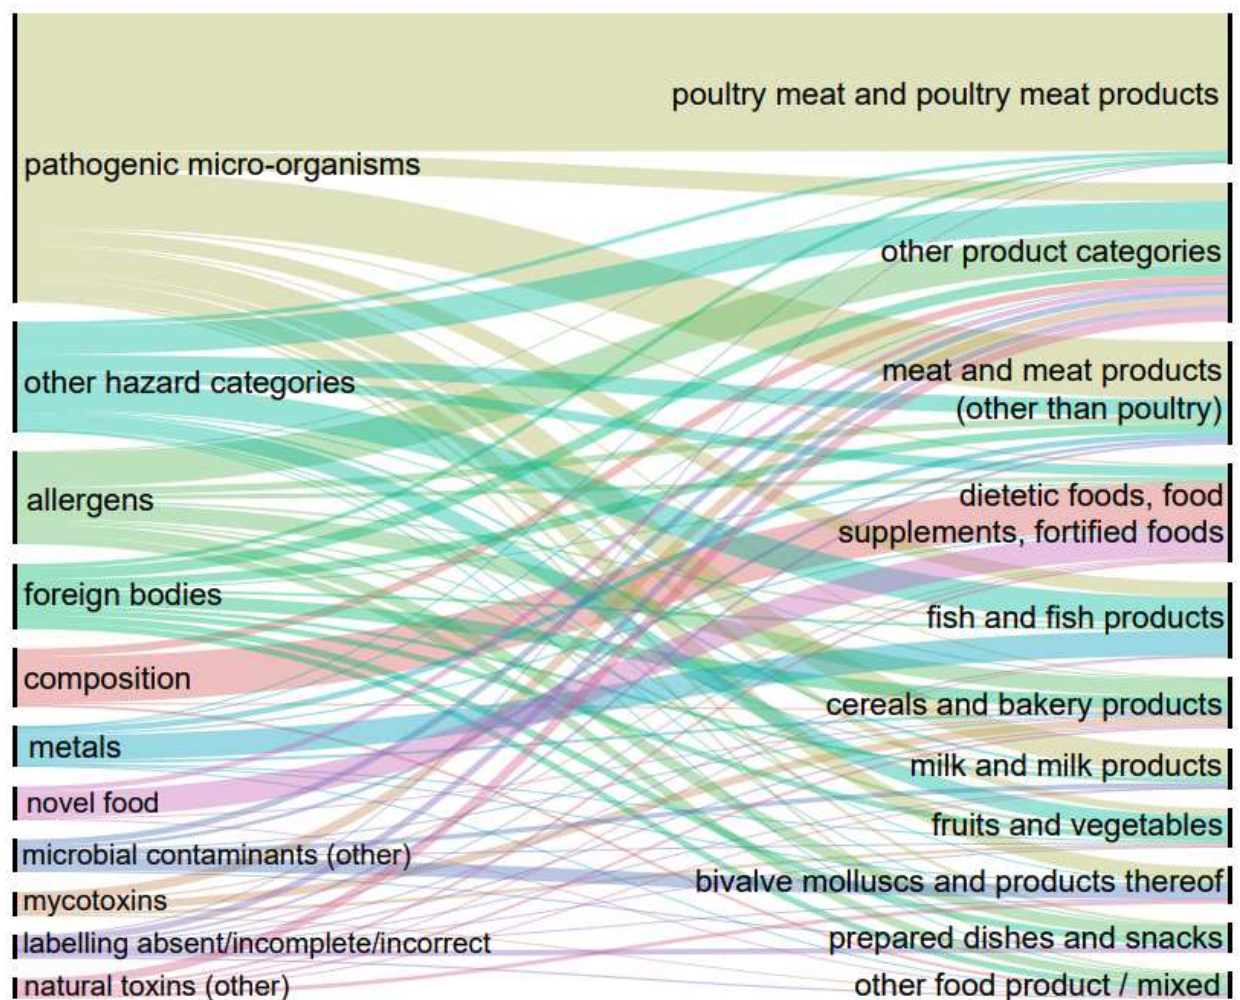 pathogenic micro-organisms
other hazard categories
allergens
foreign bodies
composition
metals
novel food
microbial contaminants (other)
mycotoxins
labelling absent/incomplete/incorrect
natural toxins (other)
poultry meat and poultry meat products
other product categories
meat and meat products
(other than poultry)
dietetic foods, food
supplements, fortified foods
fish and fish products
cereals and bakery products
milk and milk products
fruits and vegetables
bivalve molluscs and products thereof
prepared dishes and snacks
other food product / mixed